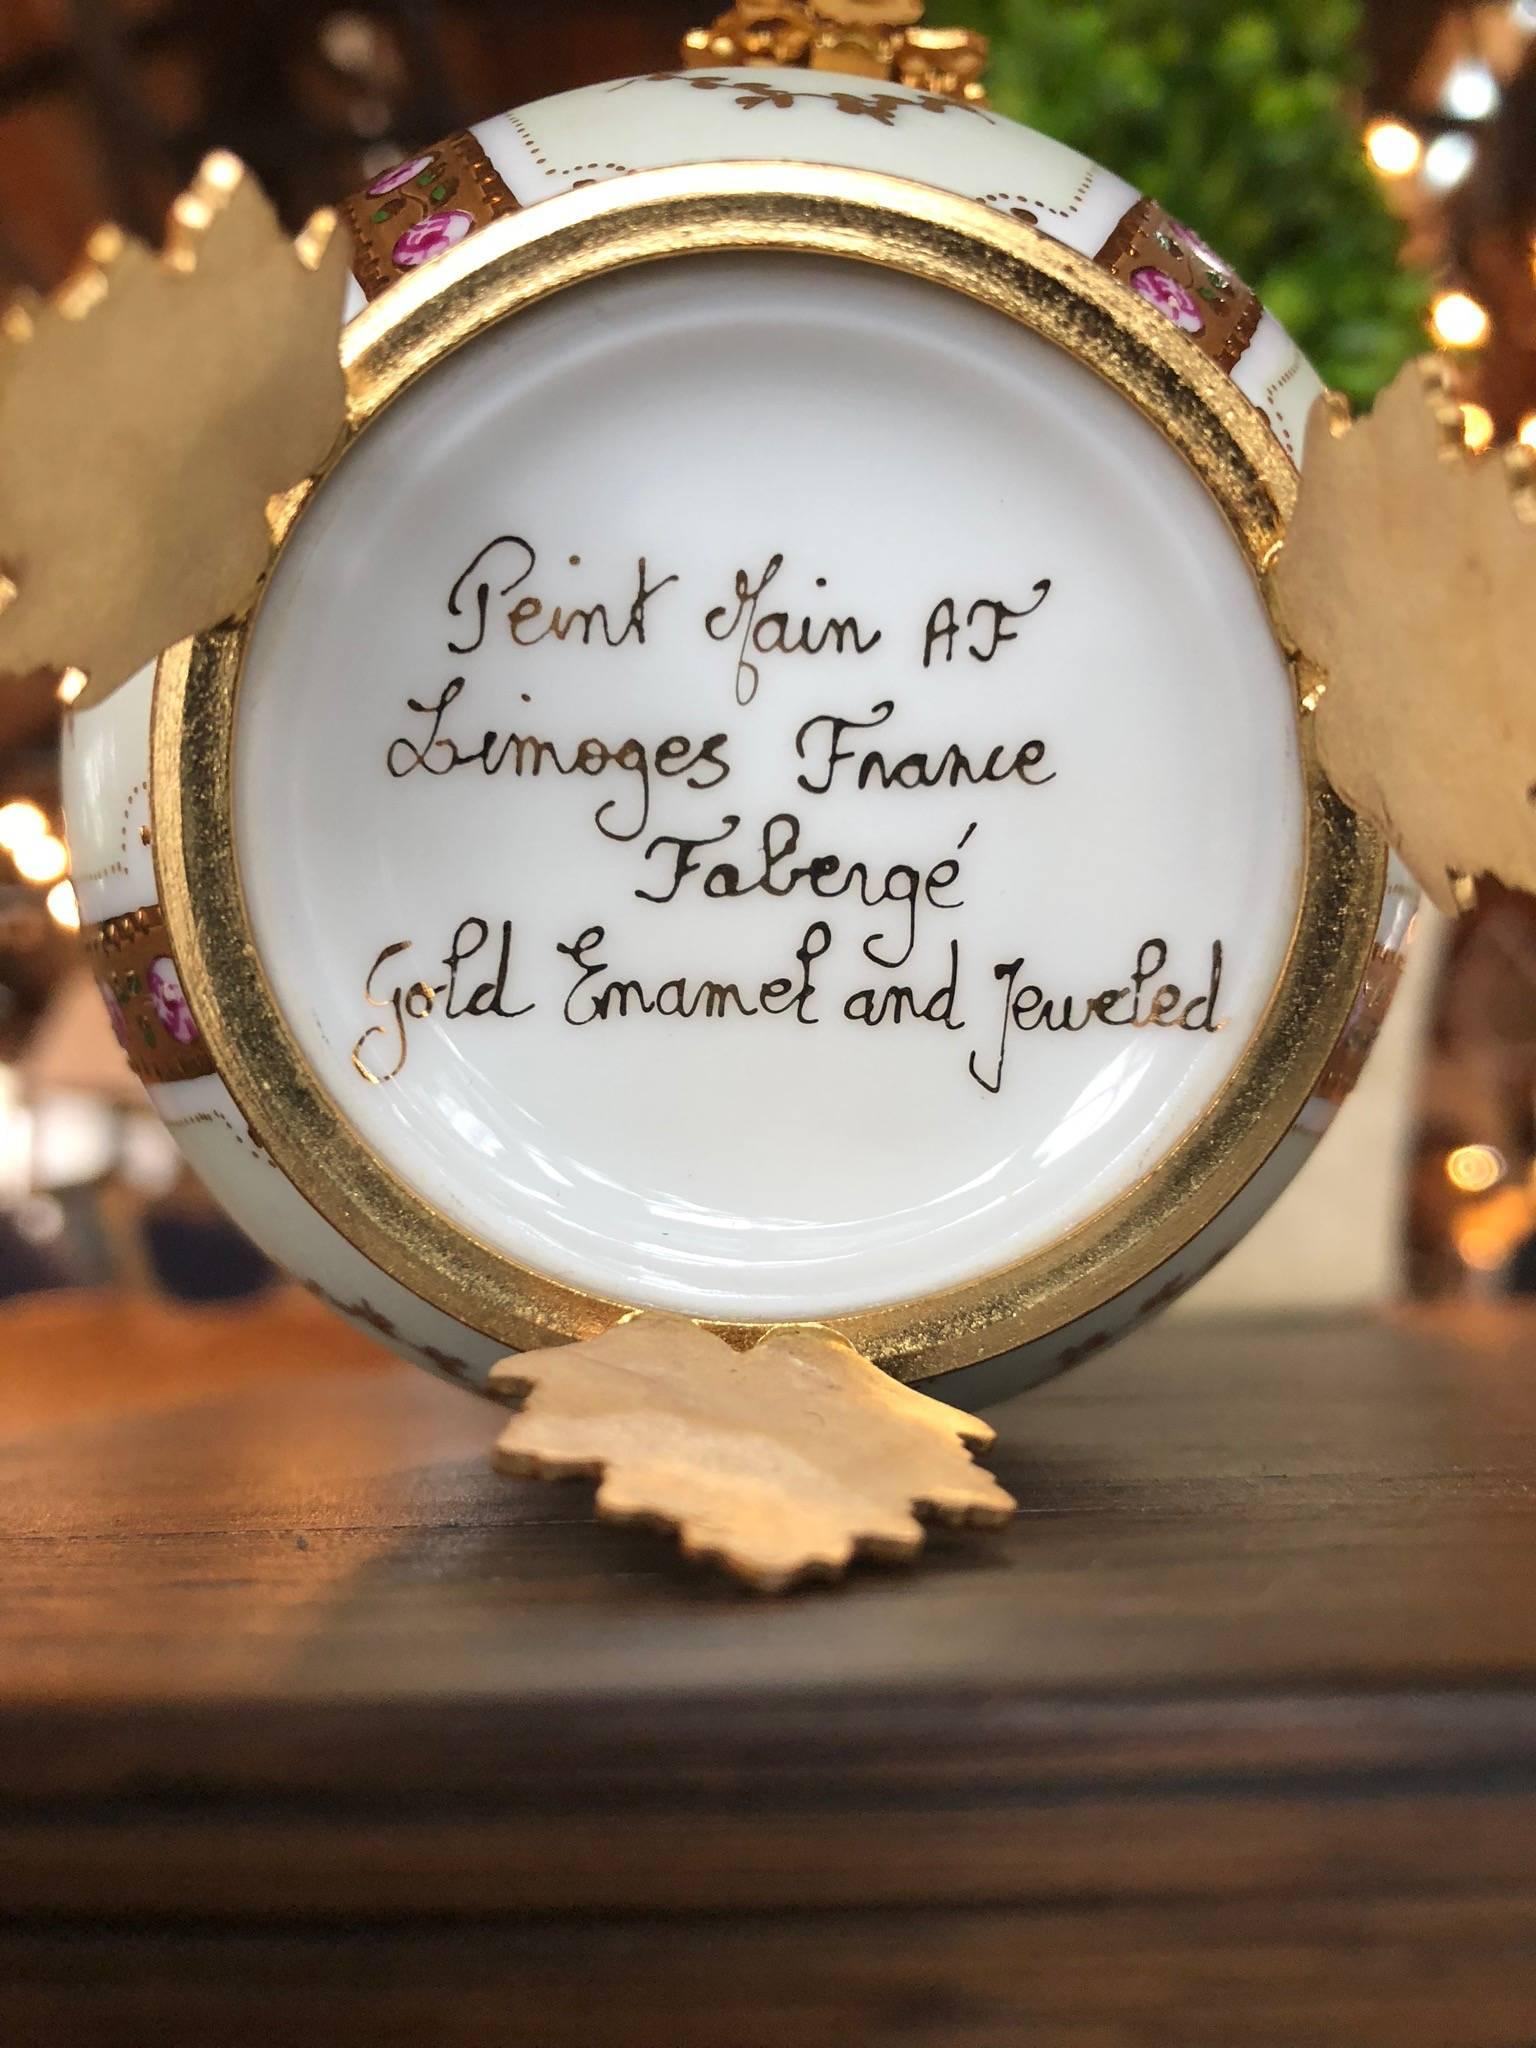 Peint Main AF
Limoges France
Fabergé
Gold Enamel and Jeweled